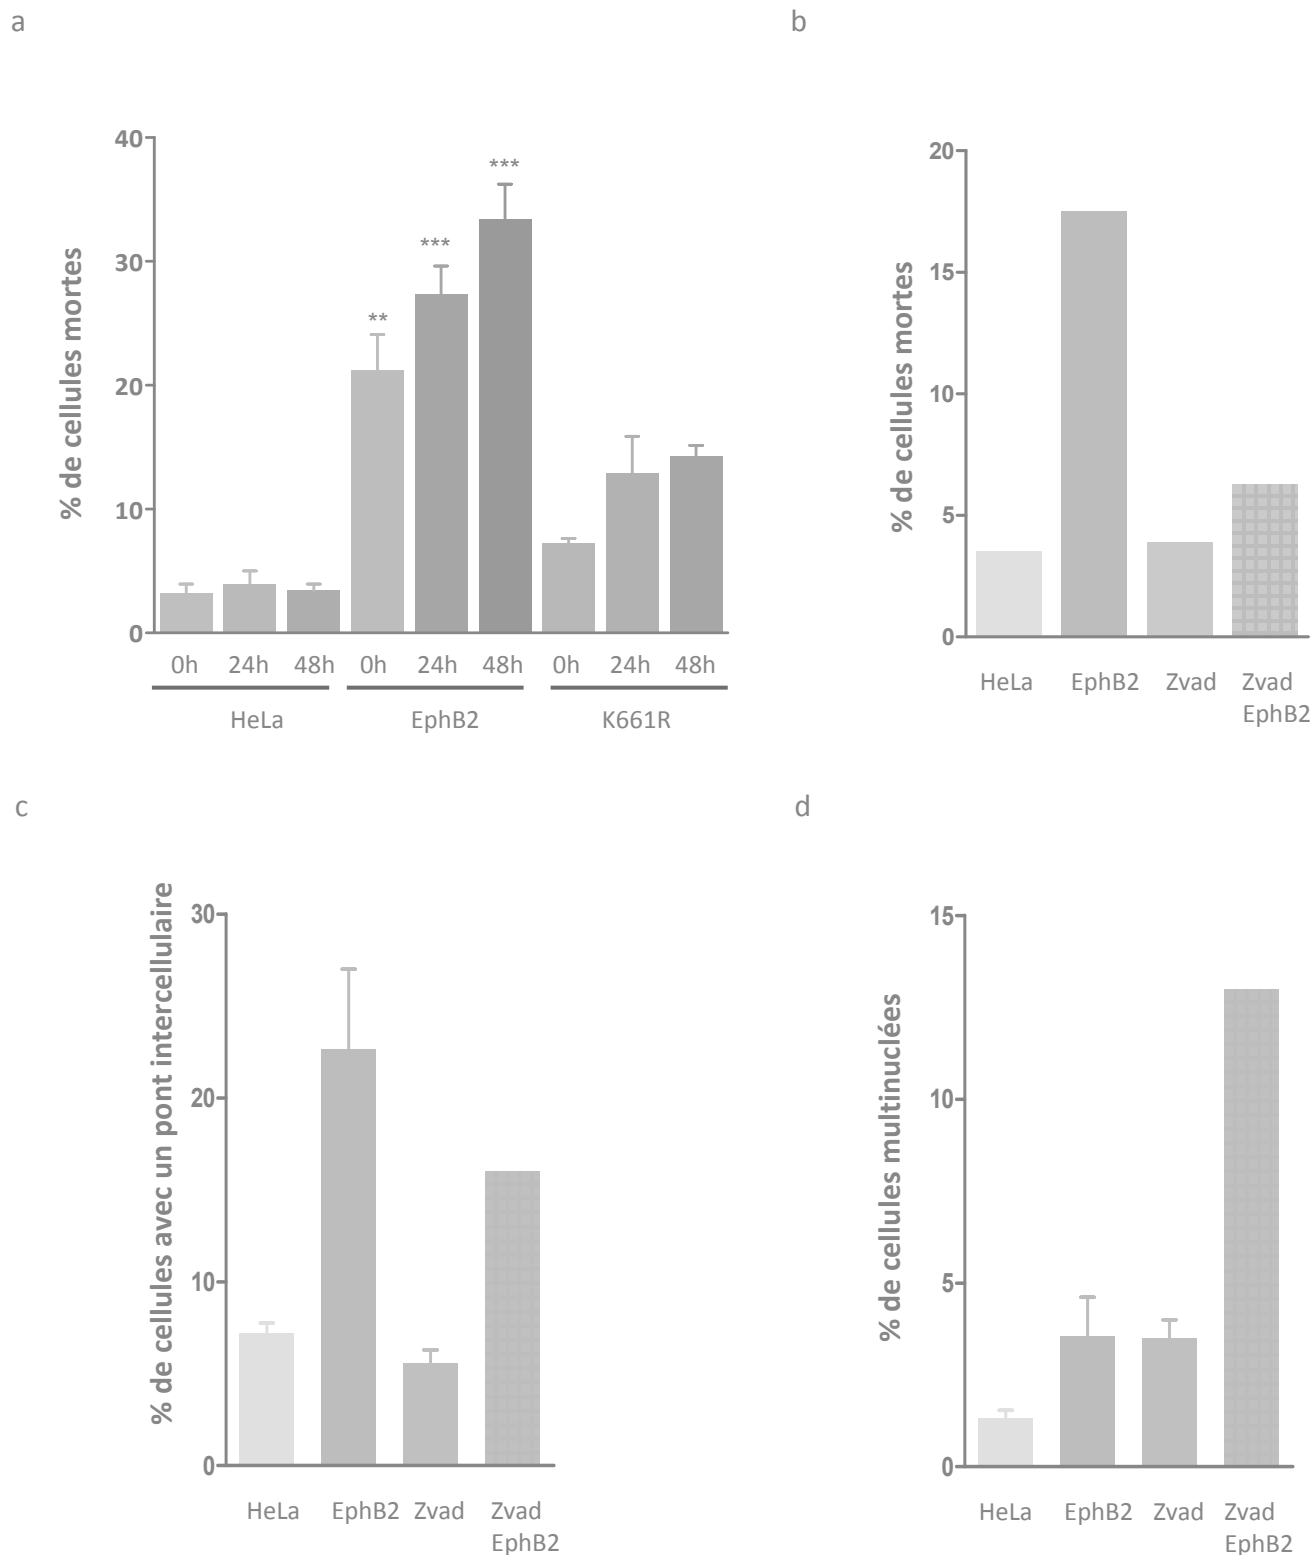 a
% de cellules mortes
40
30
20
10
0
**
***
***
0h 24h 48h 0h 24h 48h 0h 24h 48h
HeLa EphB2 K661R
b
% de cellules mortes
20
15
10
5
0
HeLa EphB2 Zvad Zvad
EphB2
c
% de cellules avec un pont intercellulaire
30
20
10
0
HeLa EphB2 Zvad Zvad
EphB2
d
% de cellules multinuclées
15
10
5
0
HeLa EphB2 Zvad Zvad
EphB2